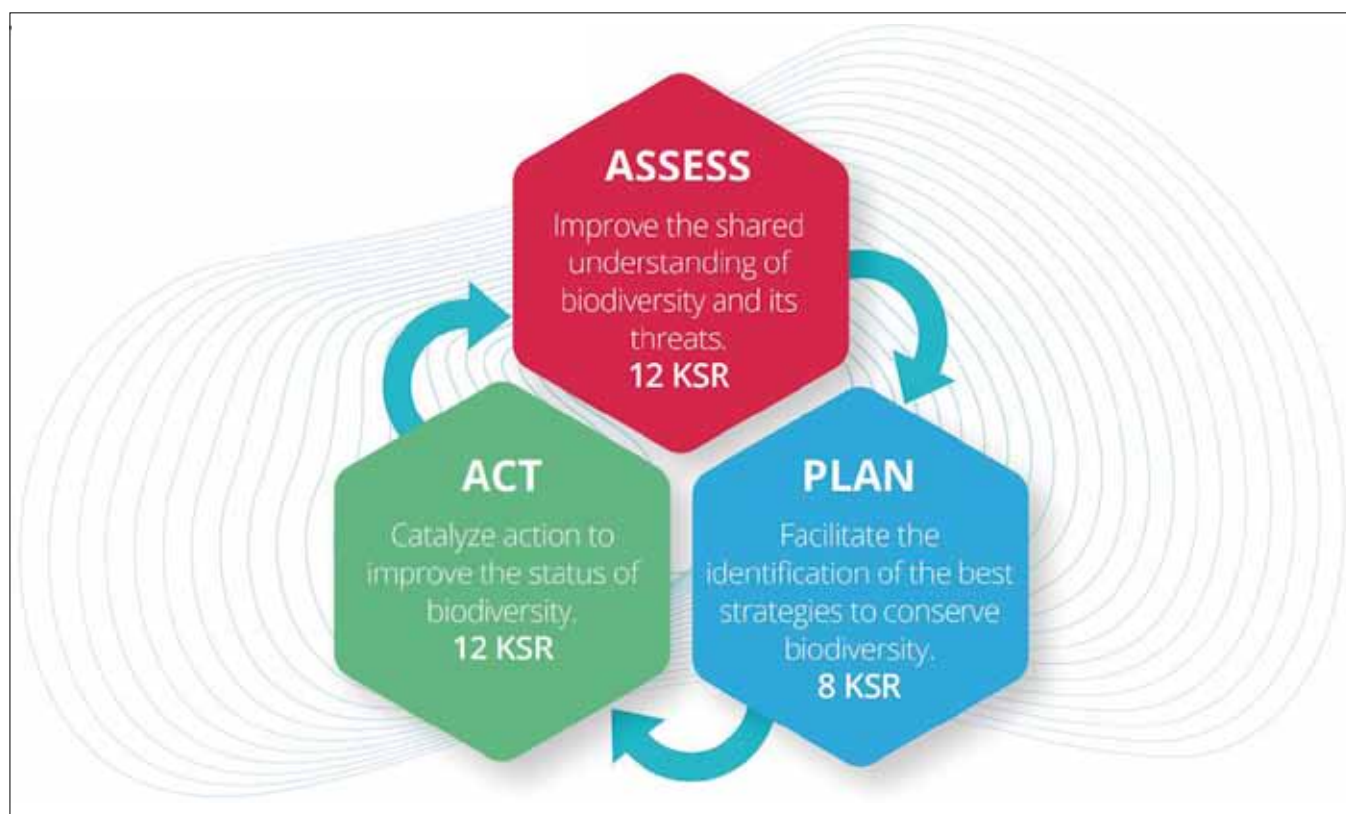 ASSESS
Improve the shared
understanding of
biodiversity and its
threats.
12 KSR
ACT
Catalyze action to
improve the status of
biodiversity.
12 KSR
PLAN
Facilitate the
identification of the best
strategies to conserve
biodiversity.
8 KSR